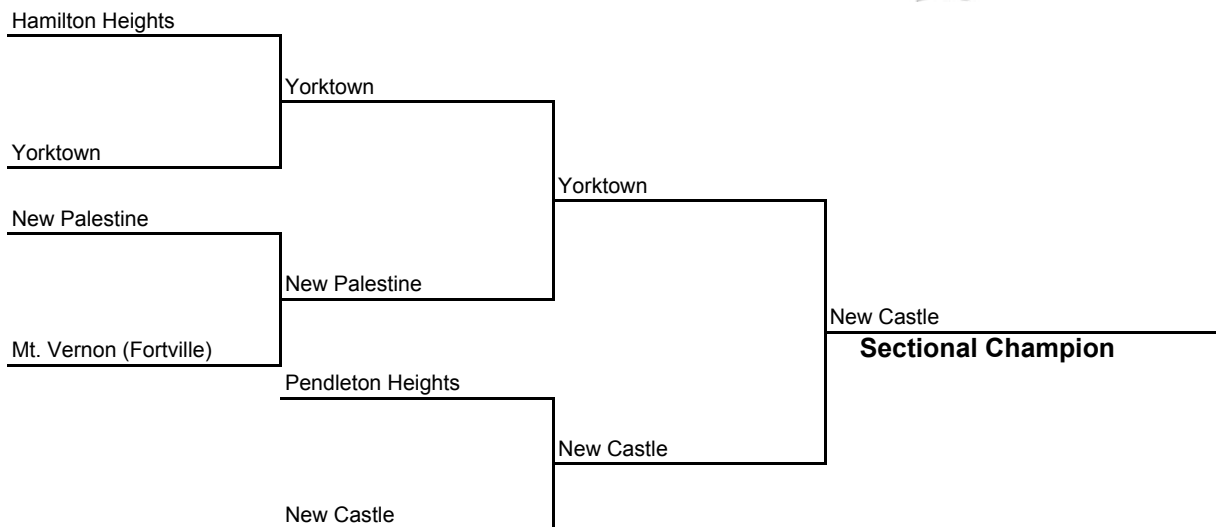 Hamilton Heights
Yorktown
Yorktown
Yorktown
New Palestine
New Palestine
New Castle
Mt. Vernon (Fortville)
Sectional Champion
Pendleton Heights
New Castle
New Castle